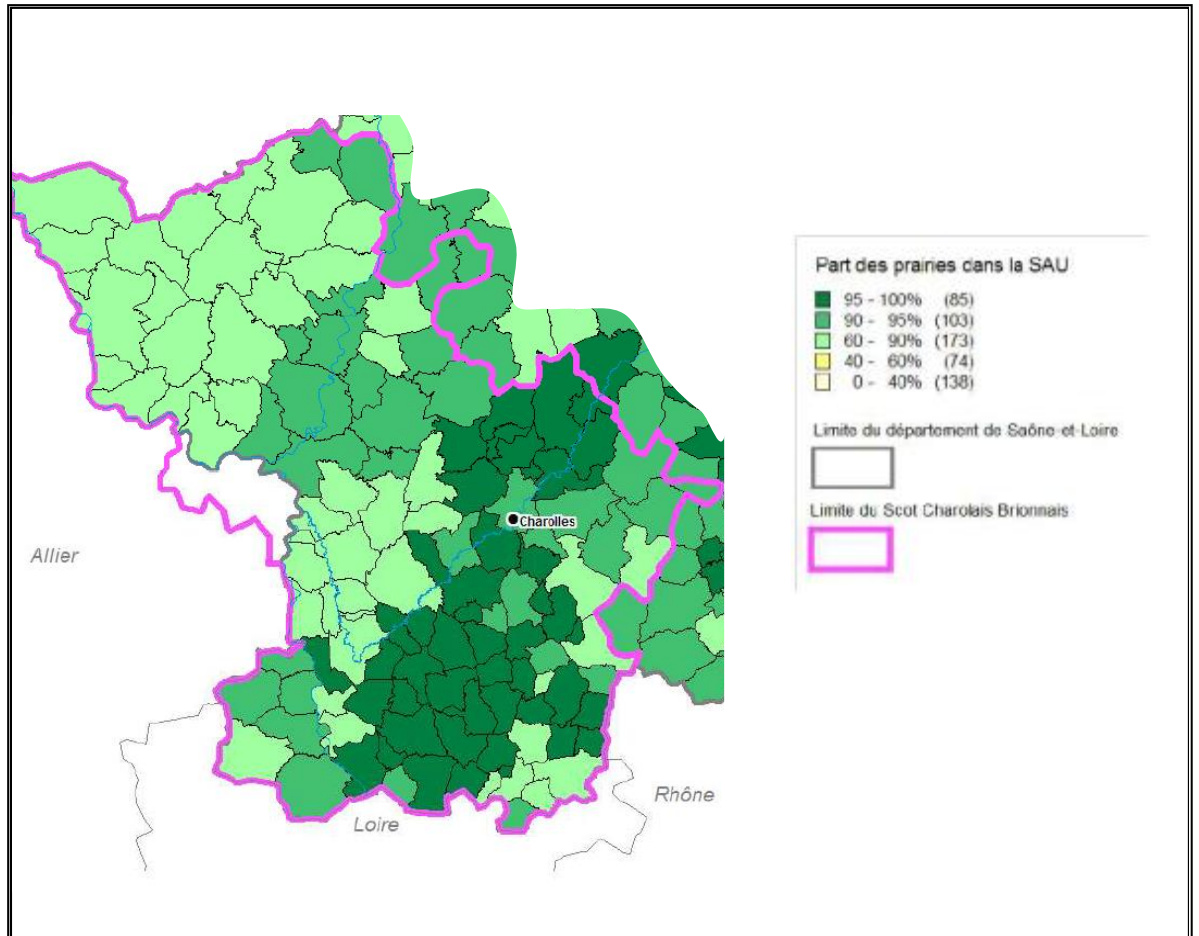 Part des prairies dans la SAU
95 - 100% (85)
90 - 95% (103)
60 - 90% (173)
40 - 60% (74)
0 - 40% (138)
Limite du département de Saône-et-Loire
Limite du Scot Charolais Brionnais
Charolles
Allier
Rhône
Loire